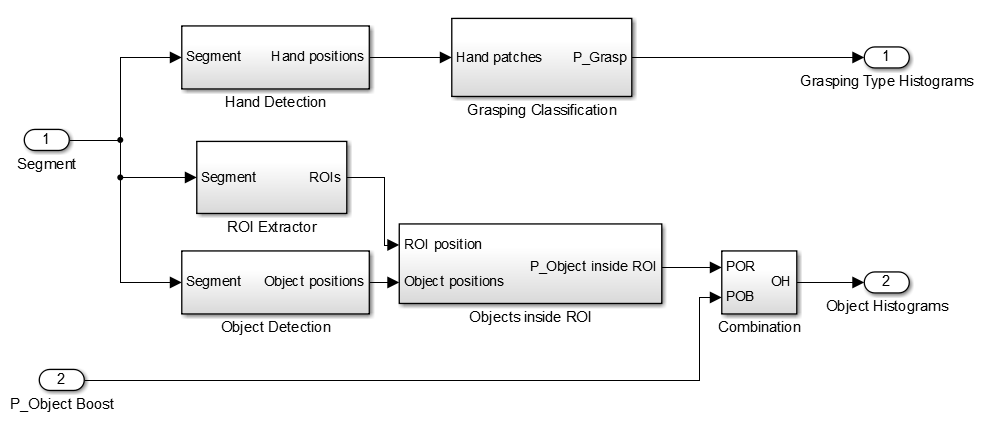 Segment
Hand positions
Hand Detection
Hand patches
P_Grasp
Grasping Classification
1
Grasping Type Histograms
1
Segment
Segment
ROIs
ROI Extractor
ROI position
Object positions
P_Object inside ROI
Objects inside ROI
Segment
Object positions
Object Detection
POR
POB
OH
Combination
2
Object Histograms
2
P_Object Boost